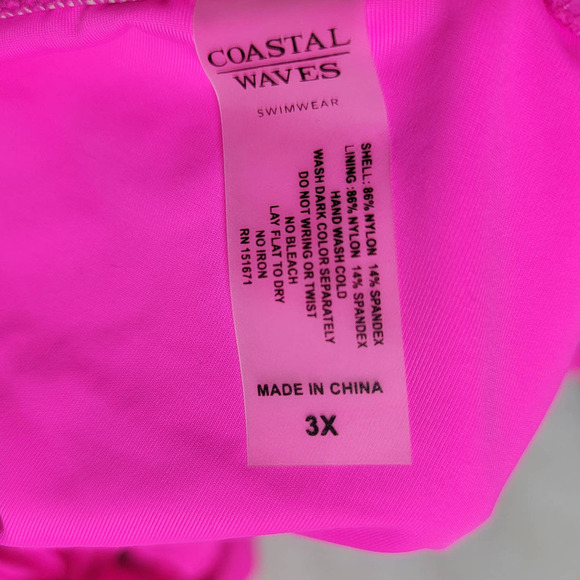 COASTAL
WAVES
SWIMWEAR
SHELL: 86% NYLON 14% SPANDEX
LINING :86% NYLON 14% SPANDEX
HAND WASH COLD
WASH DARK COLOR SEPARATELY
DO NOT WRING OR TWIST
NO BLEACH
LAY FLAT TO DRY
NO IRON
RN 151671
MADE IN CHINA
3X